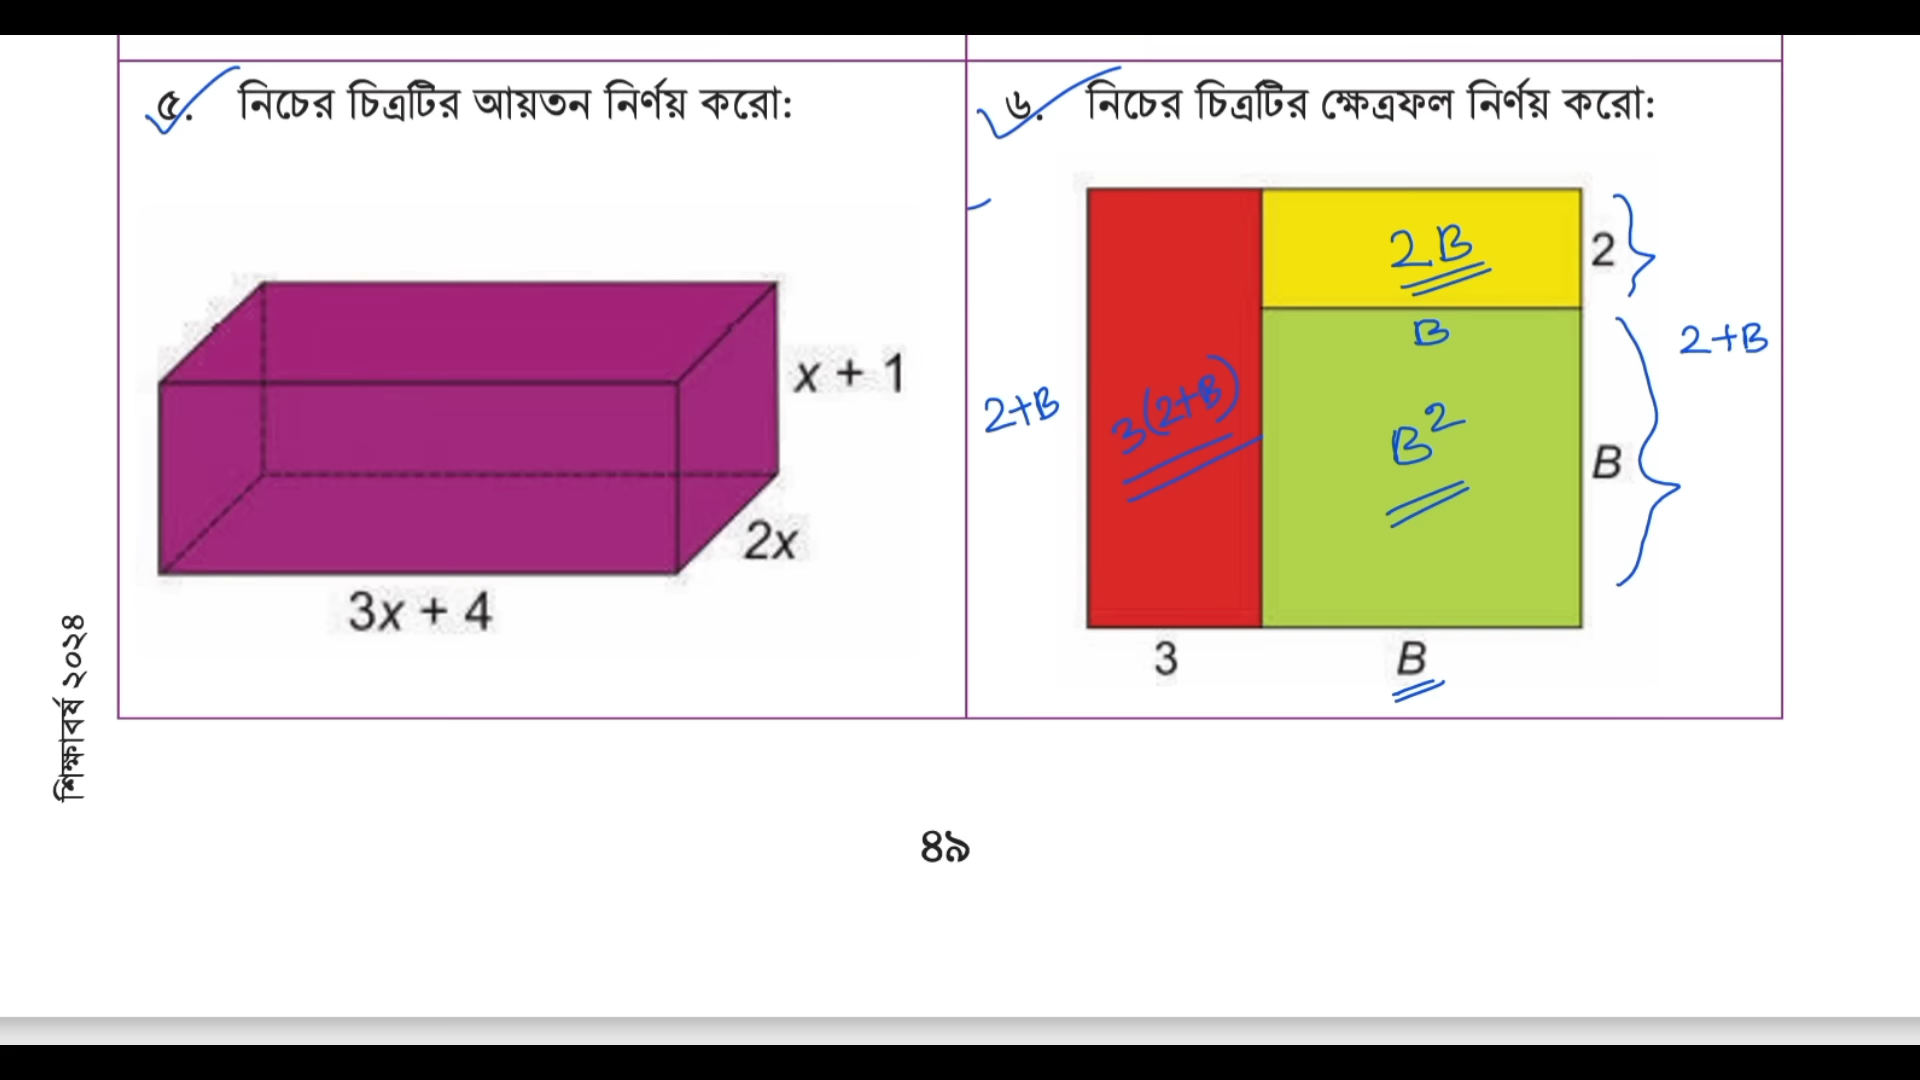 ৫. নিচের চিত্রটির আয়তন নির্ণয় করো:
x + 1
2x
3x + 4
৬. নিচের চিত্রটির ক্ষেত্রফল নির্ণয় করো:
2B
2
B
2+B
2+B
3(2+B)
B²
B
3
B
শিক্ষাবর্ষ ২০২৪
৪৯